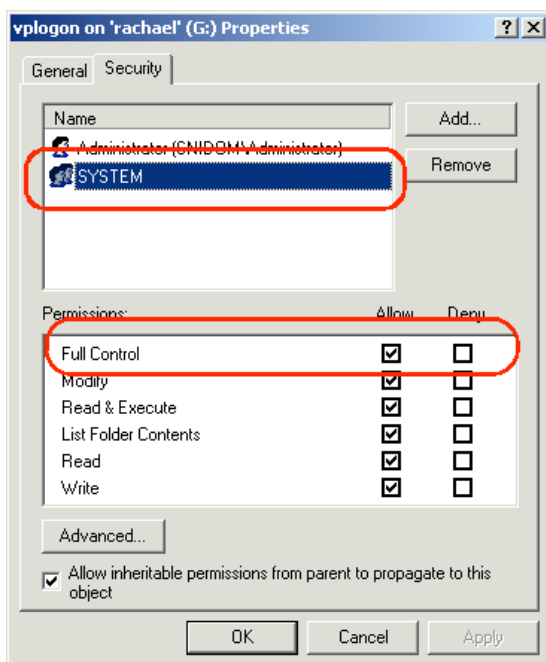 vplogon on 'rachael' (G:) Properties ? X
General Security
Name
Add...
Administrator (SNIDOM\Administrator)
SYSTEM
Remove
Permissions: Allow Deny
Full Control
Modify
Read & Execute
List Folder Contents
Read
Write
Advanced...
Allow inheritable permissions from parent to propagate to this
object
OK Cancel Apply